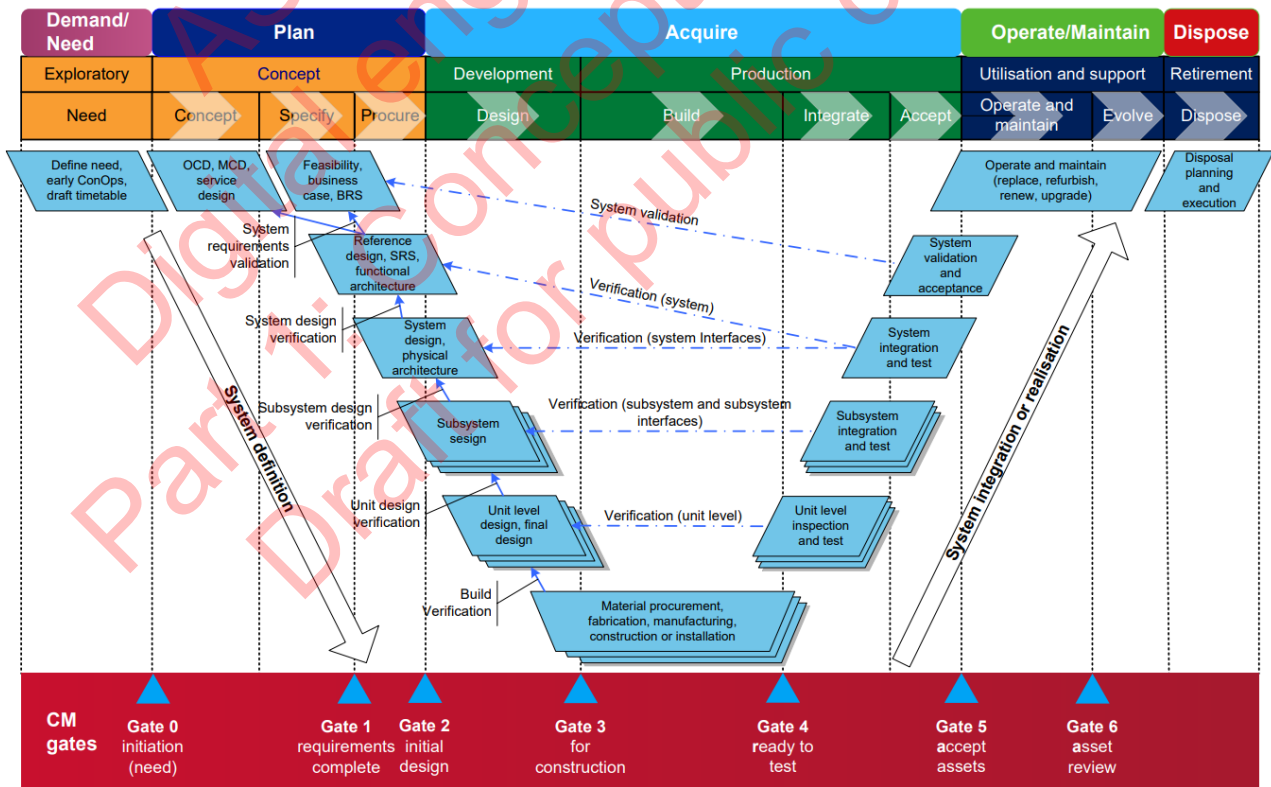 Demand/
Need
Plan
Acquire
Operate/Maintain
Dispose
Exploratory
Concept
Development
Production
Utilisation and support
Retirement
Need
Concept
Specify
Procure
Design
Build
Integrate
Accept
Operate and
maintain
Evolve
Dispose
Define need,
early ConOps,
draft timetable
OCD, MCD,
service
design
Feasibility,
business
case, BRS
Operate and maintain
(replace, refurbish,
renew, upgrade)
Disposal
planning
and
execution
System validation
System
requirements
validation
Reference
design, SRS,
functional
architecture
System
validation
and
acceptance
Verification (system)
System design
verification
System
design,
physical
architecture
Verification (system Interfaces)
System
integration
and test
Subsystem design
verification
Subsystem
sesign
Verification (subsystem and subsystem
interfaces)
Subsystem
integration
and test
System definition
System integration or realisation
Unit design
verification
Unit level
design, final
design
Verification (unit level)
Unit level
inspection
and test
Build
Verification
Material procurement,
fabrication, manufacturing,
construction or installation
CM
gates
Gate 0
initiation
(need)
Gate 1
requirements
complete
Gate 2
initial
design
Gate 3
for
construction
Gate 4
ready to
test
Gate 5
accept
assets
Gate 6
asset
review
Digital eng
Part 1: Concept
Draft for public